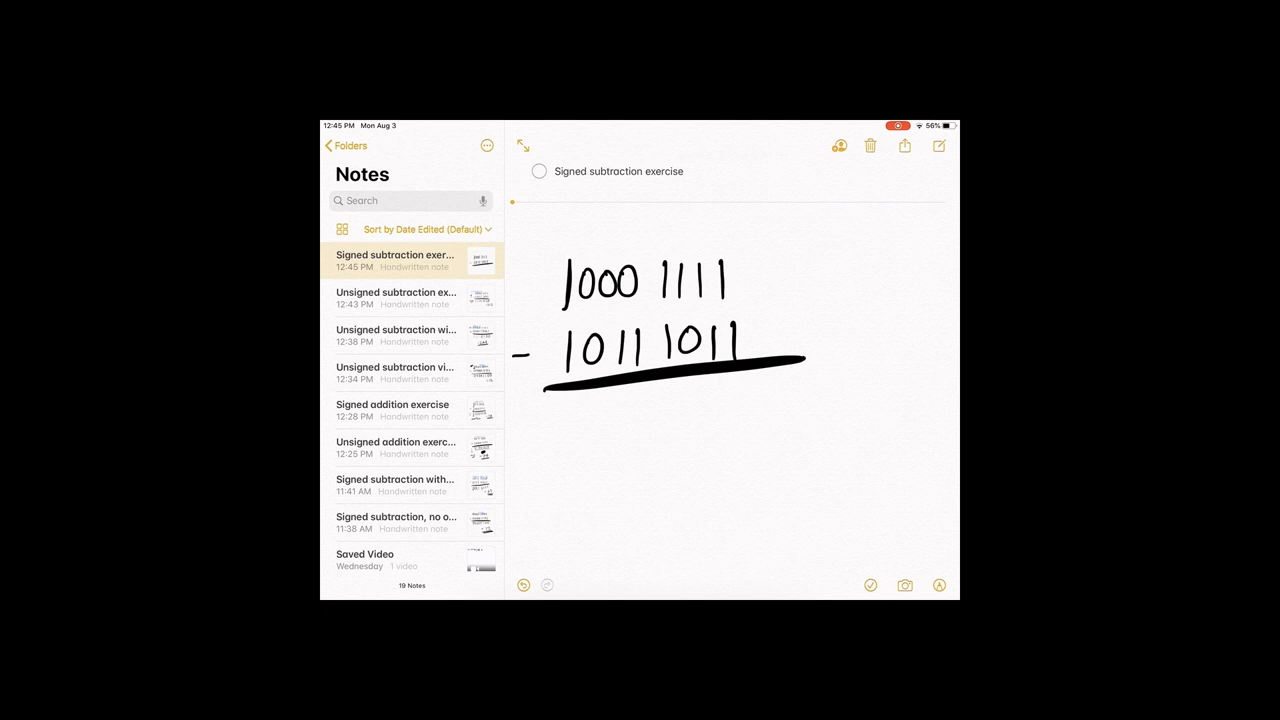 12:45 PM Mon Aug 3
56%
Folders
Notes
Search
Sort by Date Edited (Default)
Signed subtraction exer...
12:45 PM Handwritten note
Unsigned subtraction ex...
12:43 PM Handwritten note
Unsigned subtraction wi...
12:38 PM Handwritten note
Unsigned subtraction vi...
12:34 PM Handwritten note
Signed addition exercise
12:28 PM Handwritten note
Unsigned addition exerc...
12:25 PM Handwritten note
Signed subtraction with...
11:41 AM Handwritten note
Signed subtraction, no o...
11:38 AM Handwritten note
Saved Video
Wednesday 1 video
19 Notes
Signed subtraction exercise
1000 1111
- 1011 1011